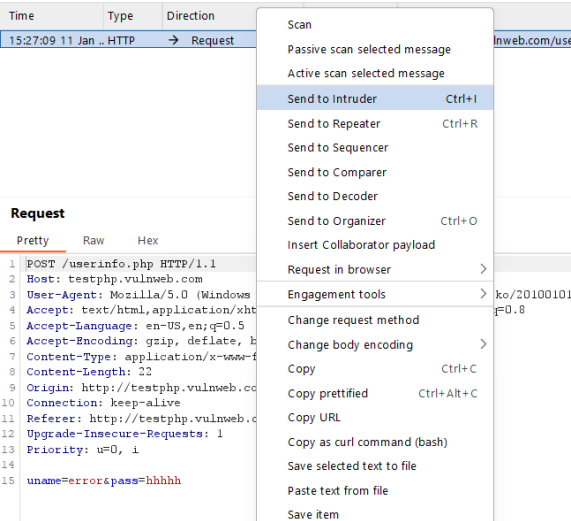 Time Type Direction
15:27:09 11 Jan .. HTTP → Request lnweb.com/use
Scan
Passive scan selected message
Active scan selected message
Send to Intruder Ctrl+I
Send to Repeater Ctrl+R
Send to Sequencer
Send to Comparer
Send to Decoder
Send to Organizer Ctrl+O
Insert Collaborator payload
Request in browser
Engagement tools
Change request method
Change body encoding
Copy Ctrl+C
Copy prettified Ctrl+Alt+C
Copy URL
Copy as curl command (bash)
Save selected text to file
Paste text from file
Save item
Request
Pretty Raw Hex
1 POST /userinfo.php HTTP/1.1
2 Host: testphp.vulnweb.com
3 User-Agent: Mozilla/5.0 (Windows ko/20100101
4 Accept: text/html,application/xht q=0.8
5 Accept-Language: en-US,en;q=0.5
6 Accept-Encoding: gzip, deflate, b
7 Content-Type: application/x-www-f
8 Content-Length: 22
9 Origin: http://testphp.vulnweb.co
10 Connection: keep-alive
11 Referer: http://testphp.vulnweb.c
12 Upgrade-Insecure-Requests: 1
13 Priority: u=0, i
14
15 uname=error&pass=hhhhh